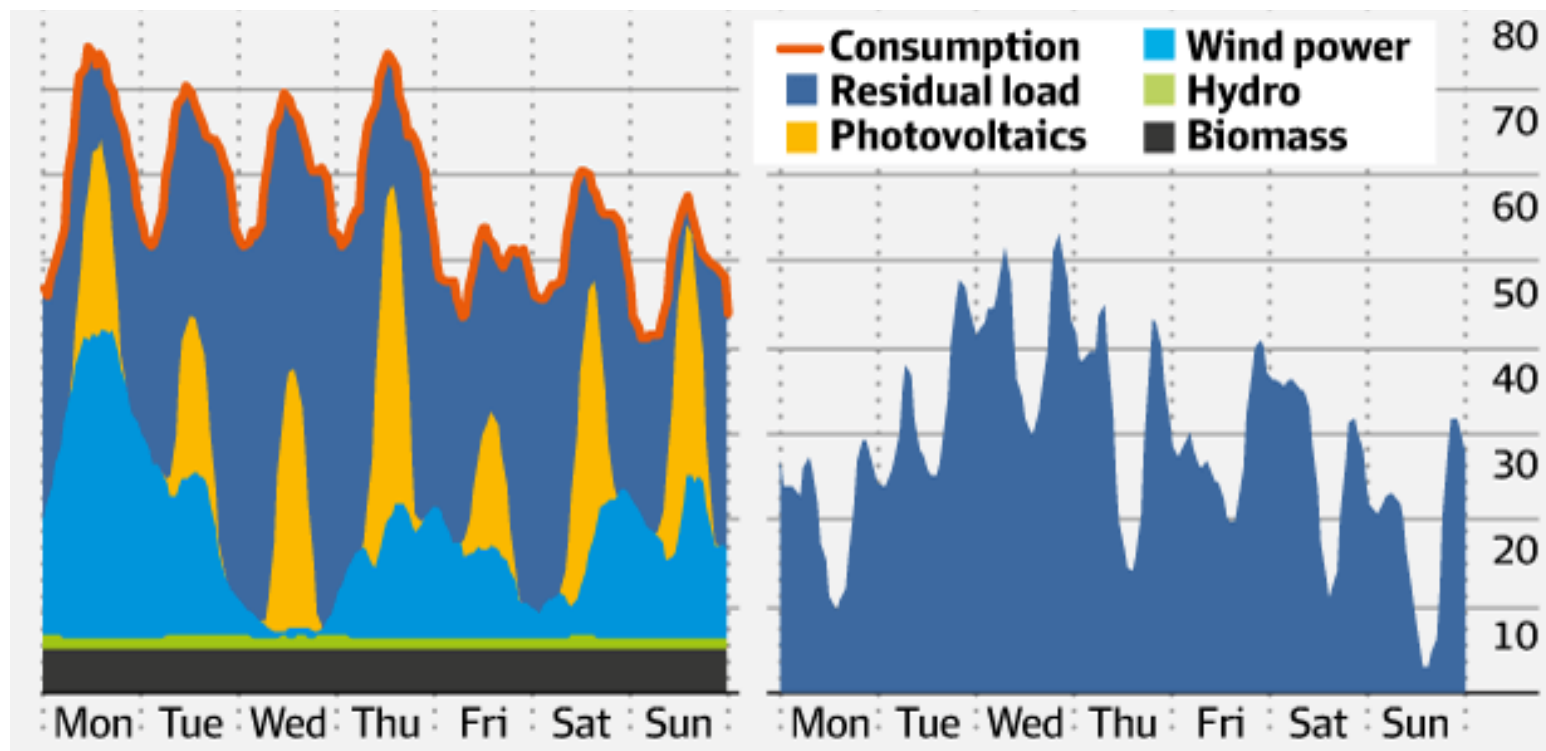 Consumption Wind power
Residual load Hydro
Photovoltaics Biomass
80
70
60
50
40
30
20
10
Mon Tue Wed Thu Fri Sat Sun
Mon Tue Wed Thu Fri Sat Sun